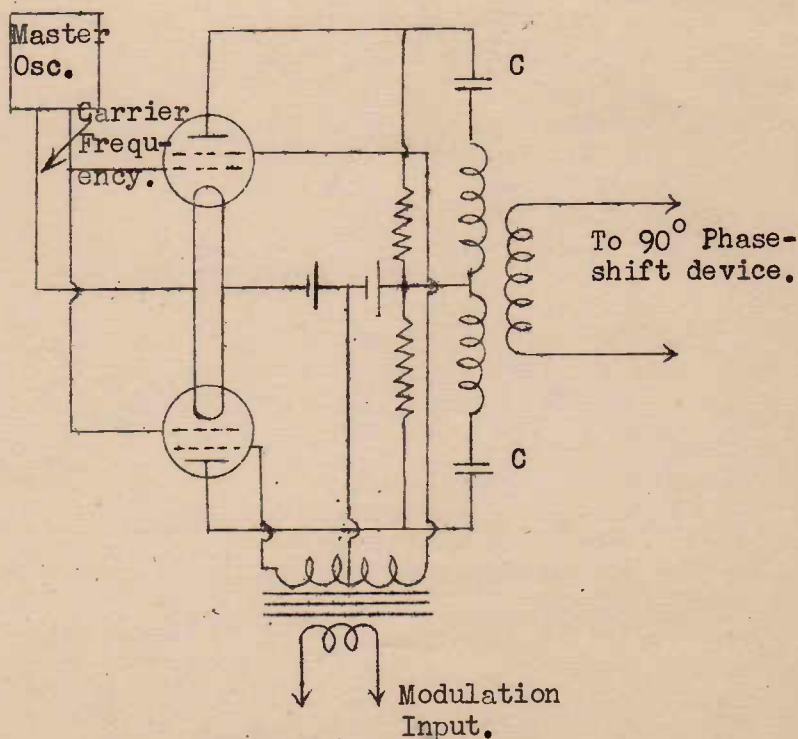 Master
Osc.
Carrier
Frequ-
ency.
C
To 90° Phase-
shift device.
C
Modulation
Input.